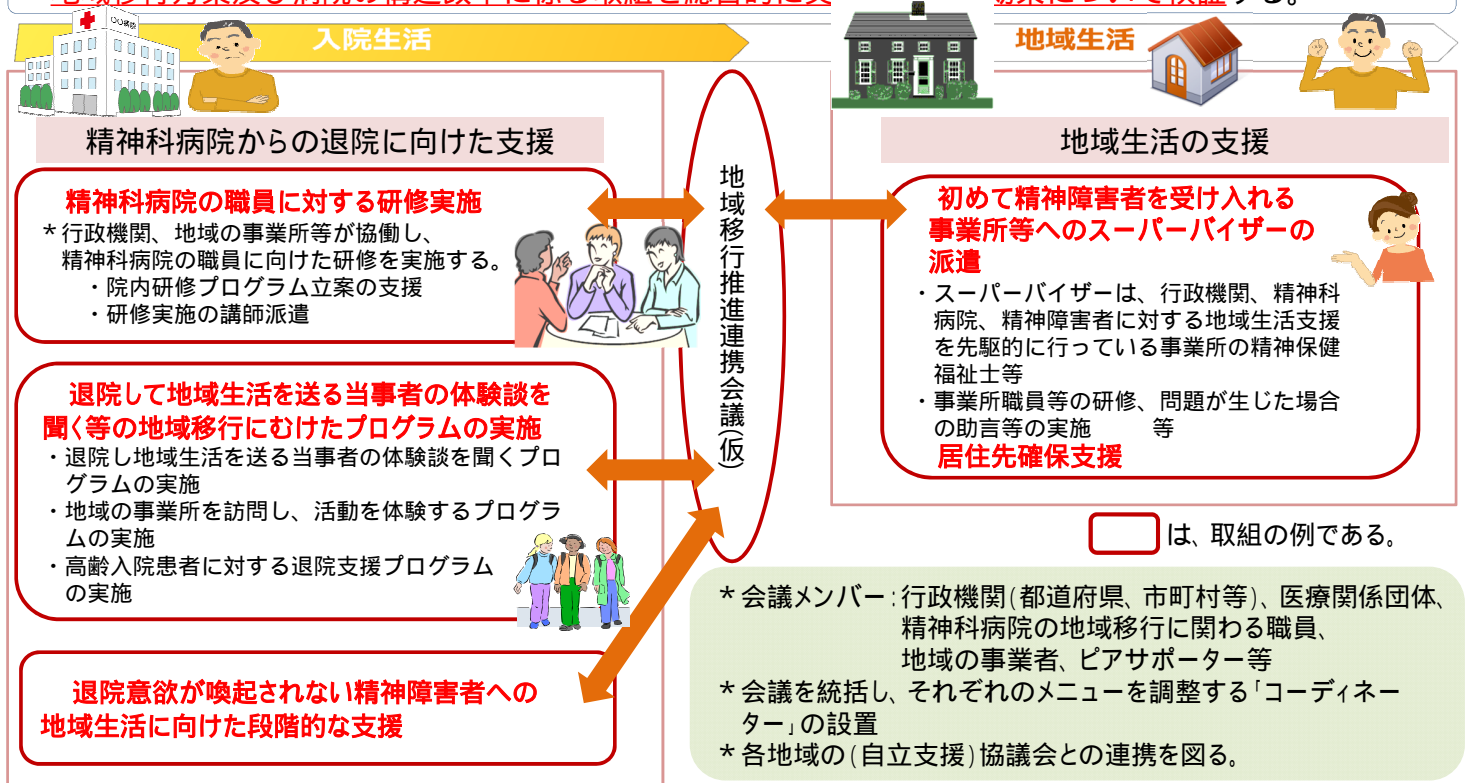 する。
○○病院
入院生活
地域生活
精神科病院からの退院に向けた支援
精神科病院の職員に対する研修実施
*行政機関、地域の事業所等が協働し、
精神科病院の職員に向けた研修を実施する。
・院内研修プログラム立案の支援
・研修実施の講師派遣
退院して地域生活を送る当事者の体験談を
聞く等の地域移行にむけたプログラムの実施
・退院し地域生活を送る当事者の体験談を聞くプロ
グラムの実施
・地域の事業所を訪問し、活動を体験するプログラ
ムの実施
・高齢入院患者に対する退院支援プログラム
の実施
退院意欲が喚起されない精神障害者への
地域生活に向けた段階的な支援
地域移行推進連携会議(仮)
地域生活の支援
初めて精神障害者を受け入れる
事業所等へのスーパーバイザーの
派遣
・スーパーバイザーは、行政機関、精神科
病院、精神障害者に対する地域生活支援
を先駆的に行っている事業所の精神保健
福祉士等
・事業所職員等の研修、問題が生じた場合
の助言等の実施 等
居住先確保支援
は、取組の例である。
*会議メンバー:行政機関(都道府県、市町村等)、医療関係団体、
精神科病院の地域移行に関わる職員、
地域の事業者、ピアサポーター等
*会議を統括し、それぞれのメニューを調整する「コーディネー
ター」の設置
*各地域の(自立支援)協議会との連携を図る。